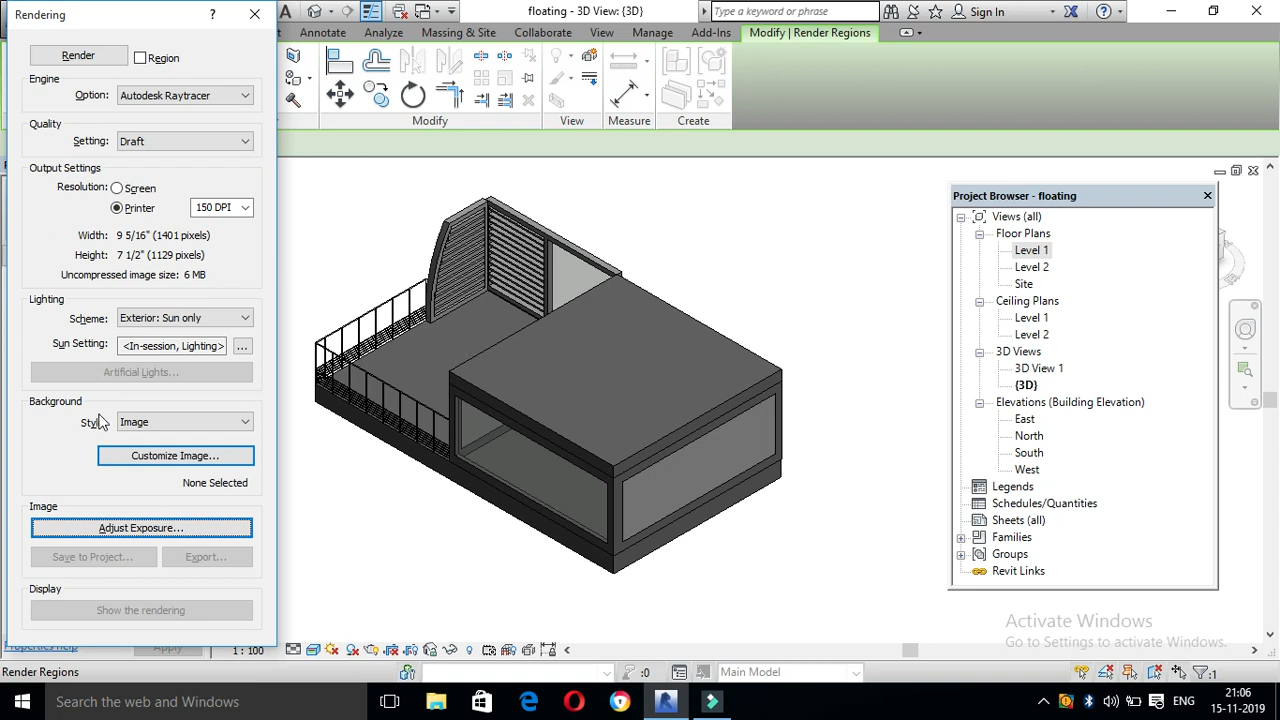 Rendering
? 
floating - 3D View: {3D}
Type a keyword or phrase
Sign In
Annotate
Analyze
Massing & Site
Collaborate
View
Manage
Add-Ins
Modify | Render Regions
Render
Region
Engine
Option: Autodesk Raytracer
Quality
Setting: Draft
Output Settings
Resolution: Screen
Printer 150 DPI
Width: 9 5/16" (1401 pixels)
Height: 7 1/2" (1129 pixels)
Uncompressed image size: 6 MB
Lighting
Scheme: Exterior: Sun only
Sun Setting: <In-session, Lighting> ...
Artificial Lights...
Background
Image
Customize Image...
None Selected
Image
Adjust Exposure...
Save to Project... Export...
Display
Show the rendering
Modify
View
Measure
Create
Project Browser - floating
Views (all)
Floor Plans
Level 1
Level 2
Site
Ceiling Plans
Level 1
Level 2
3D Views
3D View 1
{3D}
Elevations (Building Elevation)
East
North
South
West
Legends
Schedules/Quantities
Sheets (all)
Families
Groups
Revit Links
Activate Windows
Go to Settings to activate Windows.
Properties help
Apply
1 : 100
Render Regions
:0
Main Model
:1
Search the web and Windows
ENG
21:06
15-11-2019